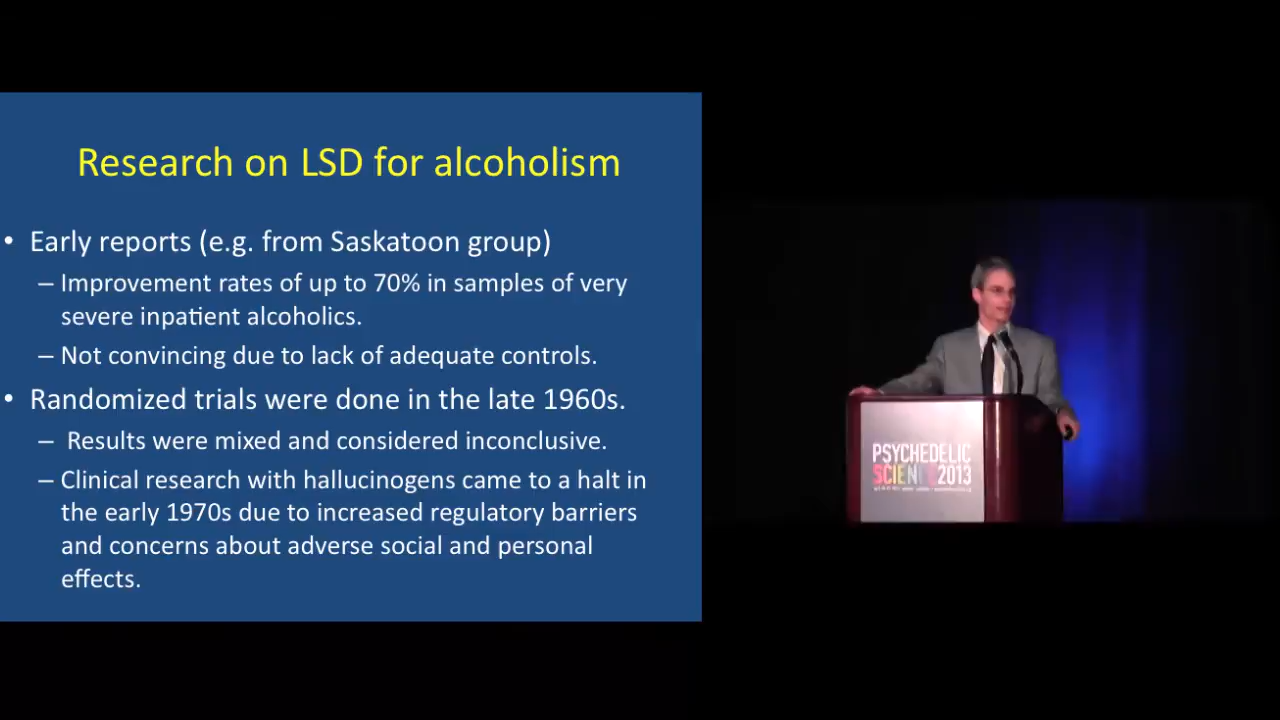 Research on LSD for alcoholism
• Early reports (e.g. from Saskatoon group)
– Improvement rates of up to 70% in samples of very
severe inpatient alcoholics.
– Not convincing due to lack of adequate controls.
• Randomized trials were done in the late 1960s.
– Results were mixed and considered inconclusive.
– Clinical research with hallucinogens came to a halt in
the early 1970s due to increased regulatory barriers
and concerns about adverse social and personal
effects.
PSYCHEDELIC
SCIENCE 2013